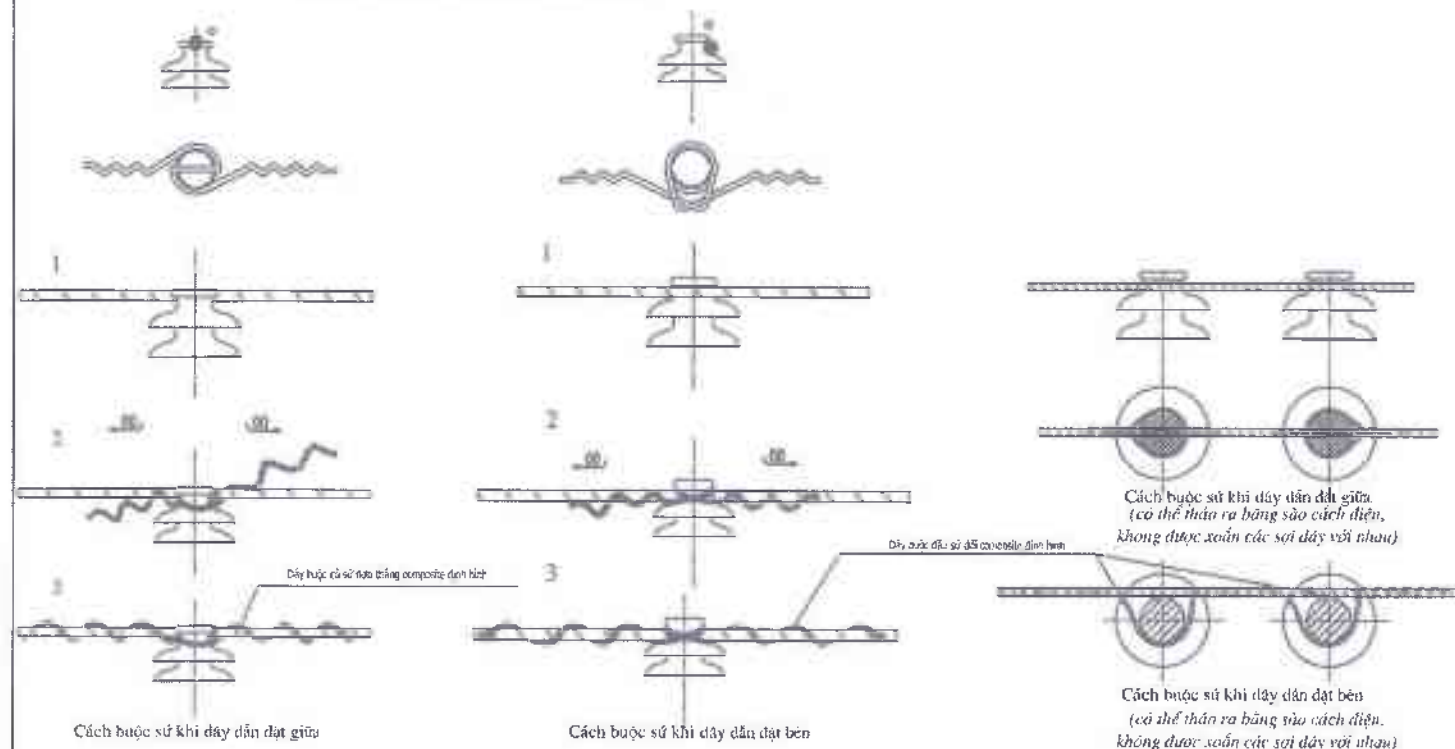 1
2
3
Dây buộc cổ sứ đơn thẳng composite định hình
Cách buộc sứ khi dây dẫn đặt giữa
1
2
3
Dây buộc đầu sứ đôi composite định hình
Cách buộc sứ khi dây dẫn đặt bên
Cách buộc sứ khi dây dẫn đặt giữa
(có thể tháo ra bằng sào cách điện,
không được xoắn các sợi dây với nhau)
Cách buộc sứ khi dây dẫn đặt bên
(có thể tháo ra bằng sào cách điện,
không được xoắn các sợi dây với nhau)